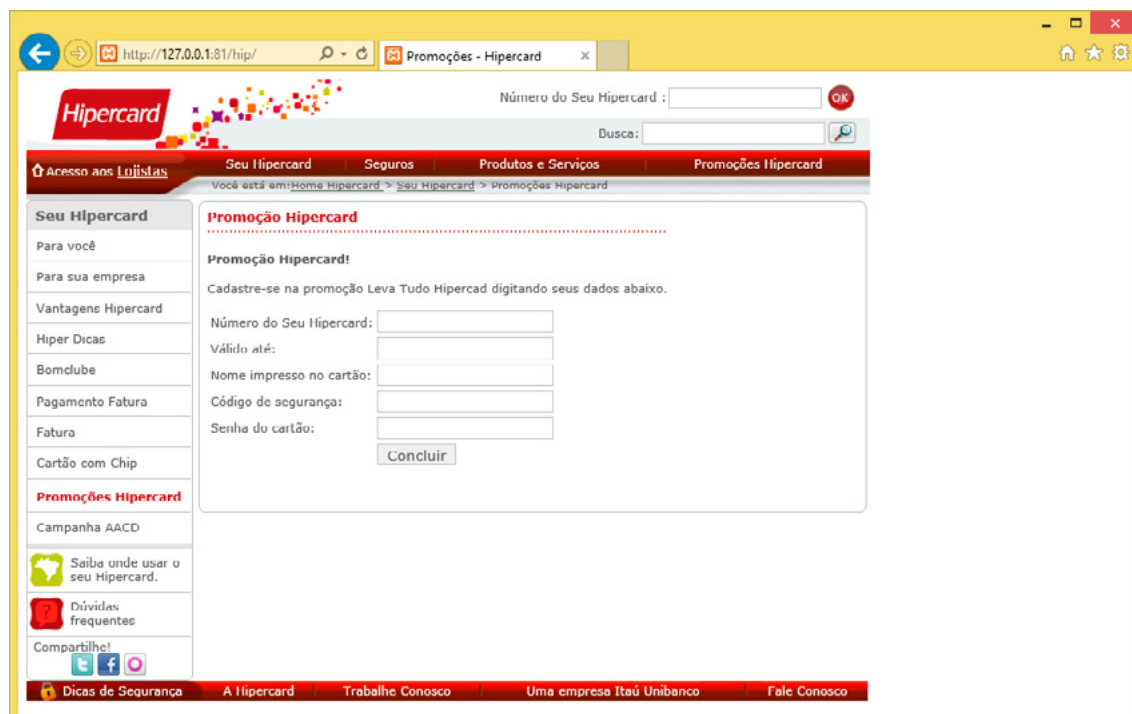 http://127.0.0.1:81/hip/
Promoções - Hipercard
Hipercard
Número do Seu Hipercard :
OK
Busca:
Acesso aos Lojistas
Seu Hipercard
Seguros
Produtos e Serviços
Promoções Hipercard
Você está em:Home Hipercard > Seu Hipercard > Promoções Hipercard
Seu Hipercard
Para você
Para sua empresa
Vantagens Hipercard
Hiper Dicas
Bomclube
Pagamento Fatura
Fatura
Cartão com Chip
Promoções Hipercard
Campanha AACD
Saiba onde usar o
seu Hipercard.
Dúvidas
frequentes
Compartilhe!
Promoção Hipercard
Promoção Hipercard!
Cadastre-se na promoção Leva Tudo Hipercad digitando seus dados abaixo.
Número do Seu Hipercard:
Válido até:
Nome impresso no cartão:
Código de segurança:
Senha do cartão:
Concluir
Dicas de Segurança
A Hipercard
Trabalhe Conosco
Uma empresa Itaú Unibanco
Fale Conosco